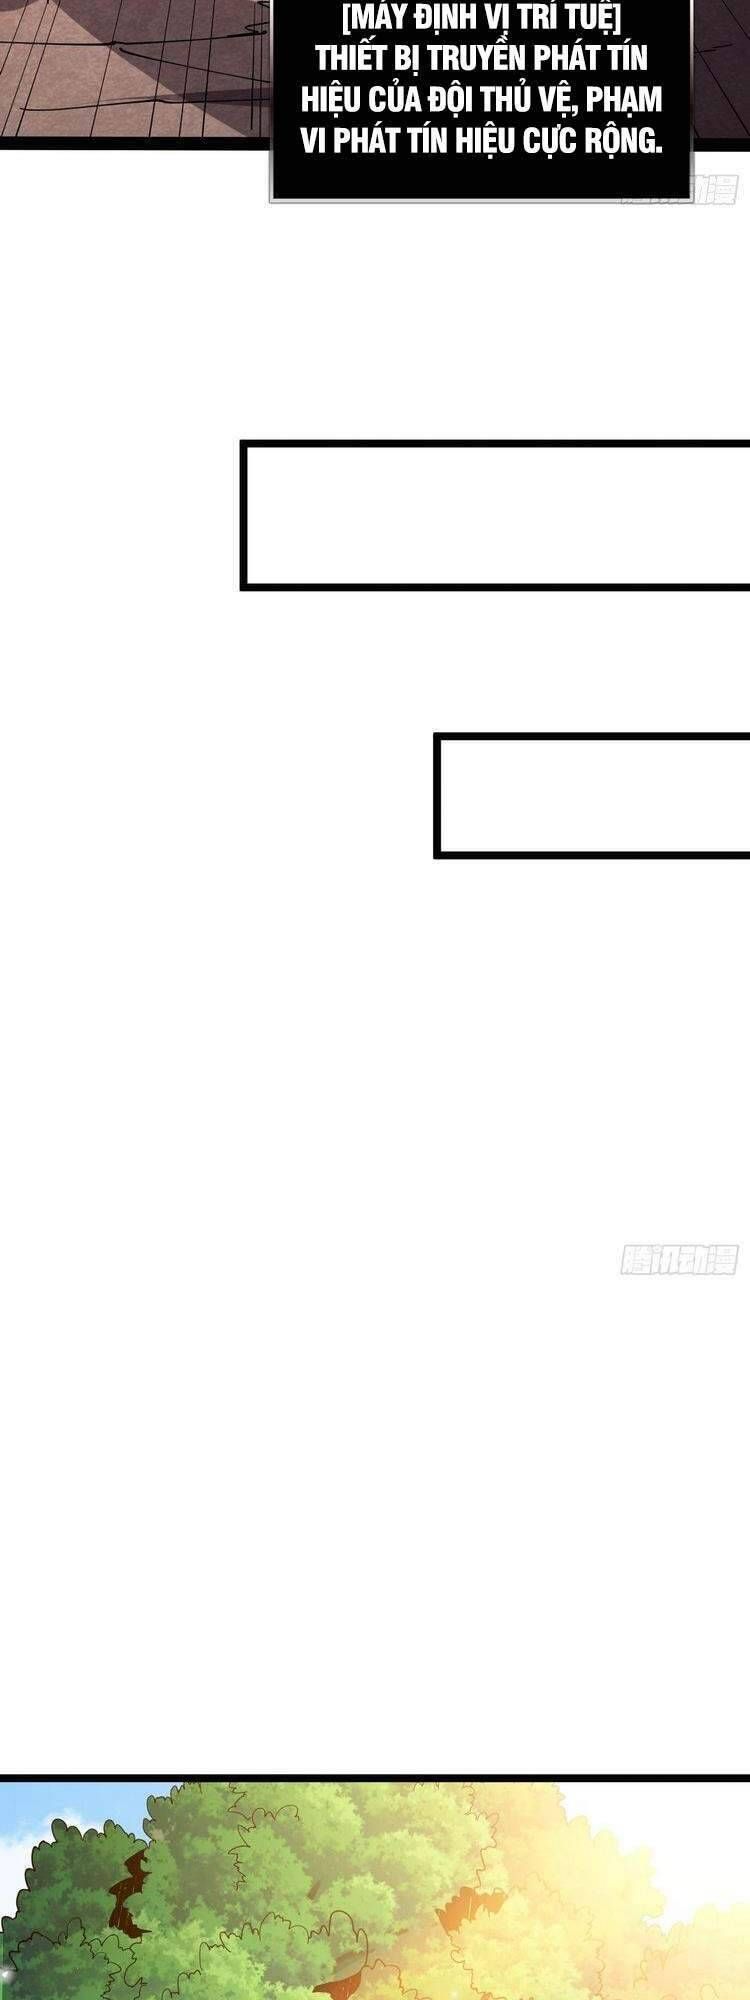 [MÁY ĐỊNH VỊ TRÍ TUỆ]
THIẾT BỊ TRUYỀN PHÁT TÍN
HIỆU CỦA ĐỘI THỦ VỆ, PHẠM
VI PHÁT TÍN HIỆU CỰC RỘNG.
腾讯动漫
腾讯动漫